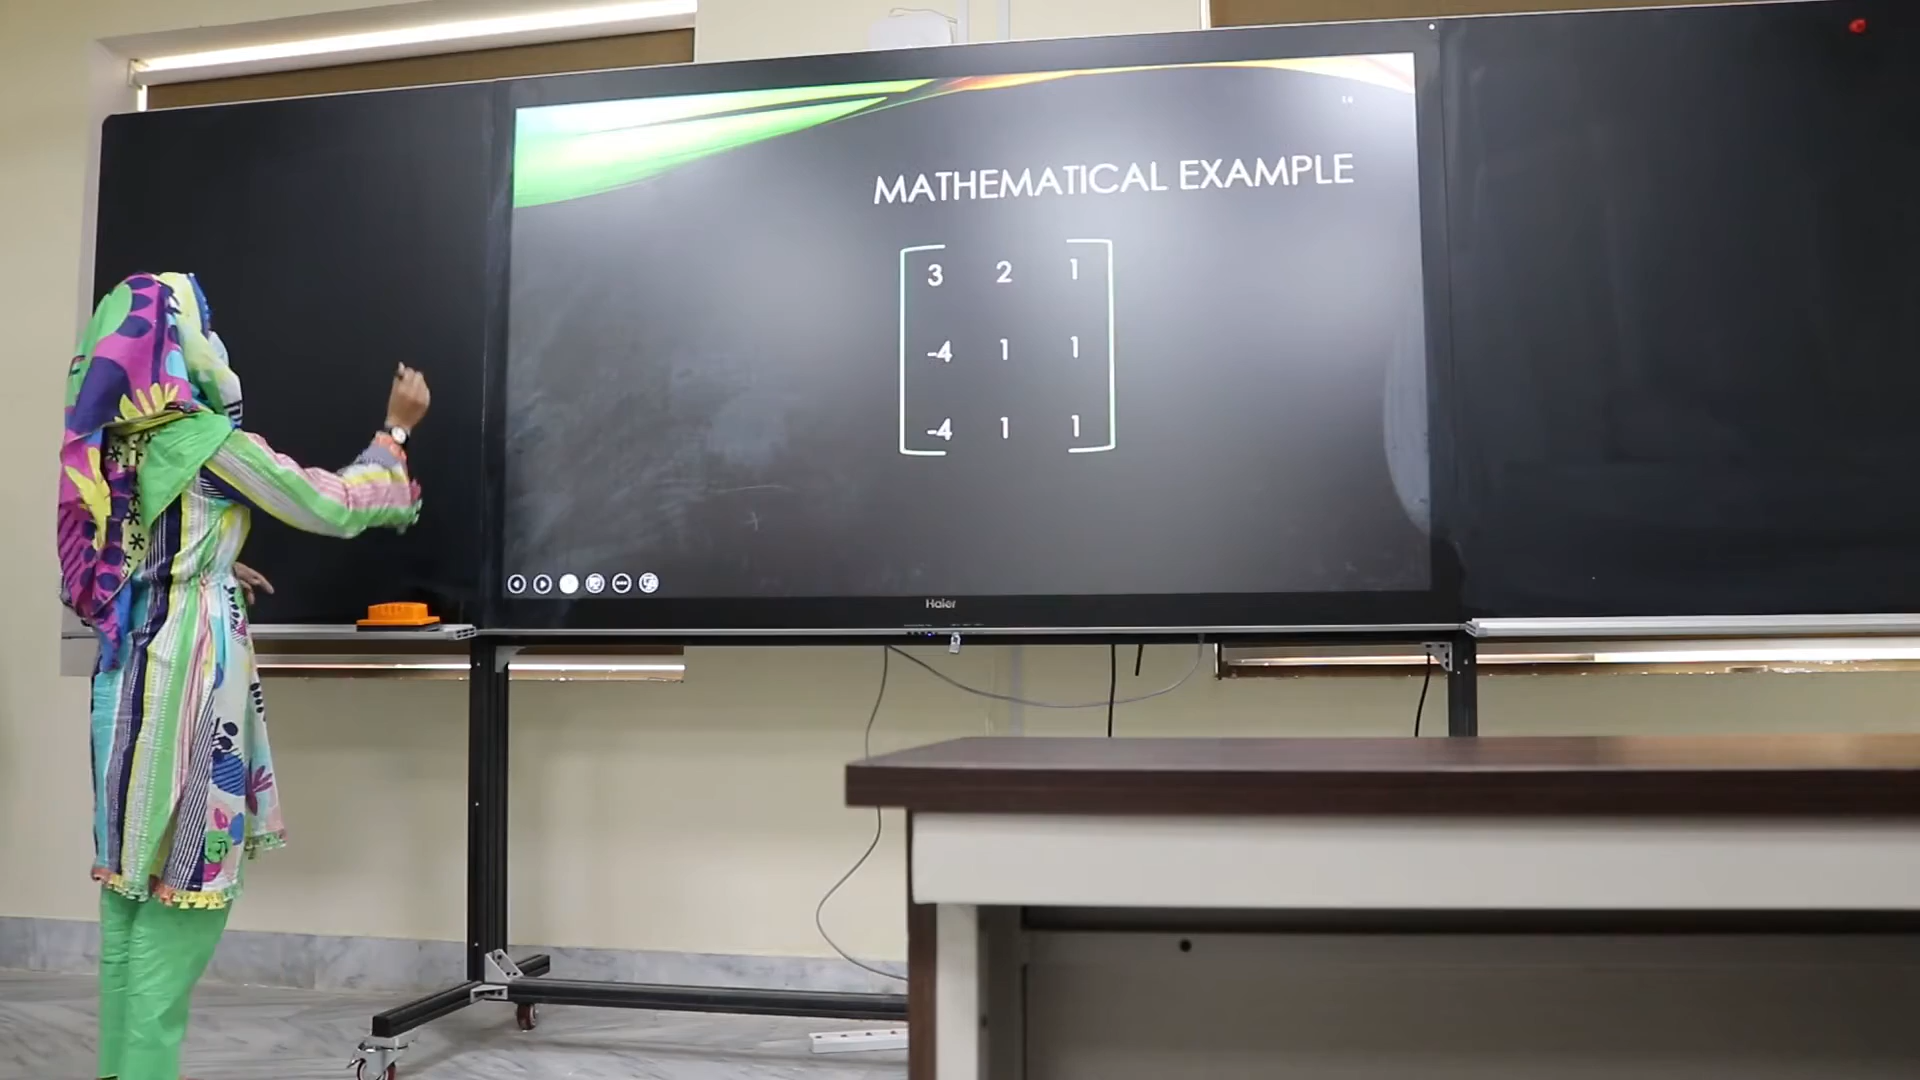 MATHEMATICAL EXAMPLE
3 2 1
-4 1 1
-4 1 1
Haier